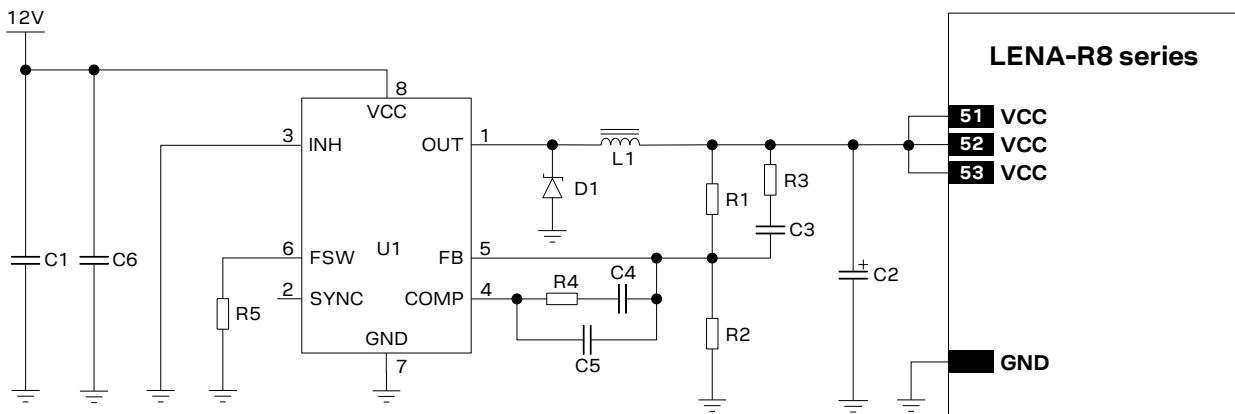 12V
LENA-R8 series
8
VCC
51 VCC
3 INH OUT 1
52 VCC
L1
53 VCC
D1
R1
R3
C3
6 FSW U1 FB 5
C1
C6
C4
+
C2
2 SYNC COMP 4
R4
R5
R2
GND
C5
7
GND